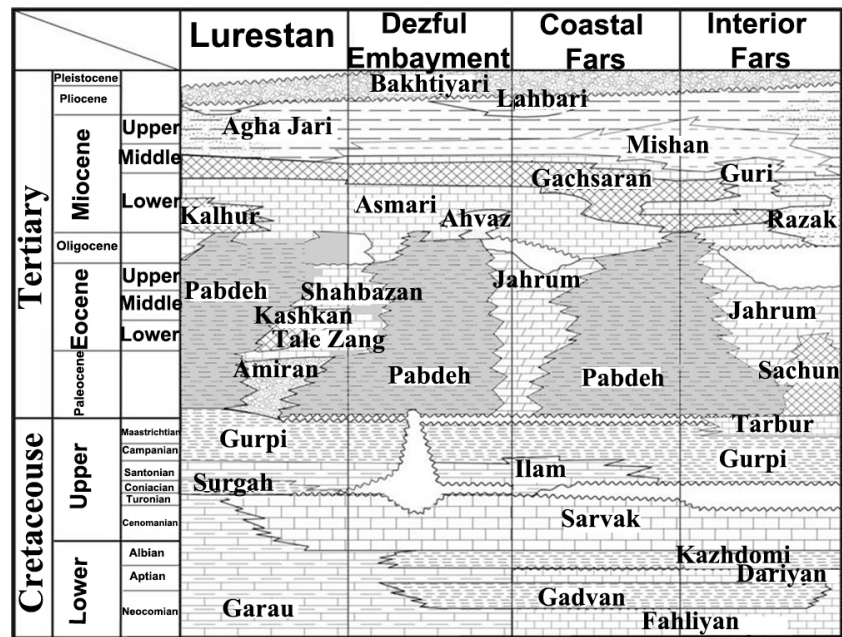 Lurestan
Dezful
Embayment
Coastal
Fars
Interior
Fars
Tertiary
Cretaceouse
Pleistocene
Pliocene
Miocene
Upper
Middle
Lower
Oligocene
Eocene
Upper
Middle
Lower
Paleocene
Upper
Maastrichtian
Campanian
Santonian
Coniacian
Turonian
Cenomanian
Lower
Albian
Aptian
Neocomian
Bakhtiyari
Lahbari
Agha Jari
Mishan
Gachsaran
Guri
Kalhur
Asmari
Ahvaz
Razak
Pabdeh
Shahbazan
Jahrum
Jahrum
Kashkan
Tale Zang
Amiran
Pabdeh
Pabdeh
Sachun
Tarbur
Gurpi
Gurpi
Ilam
Surgah
Sarvak
Kazhdomi
Dariyan
Gadvan
Garau
Fahliyan